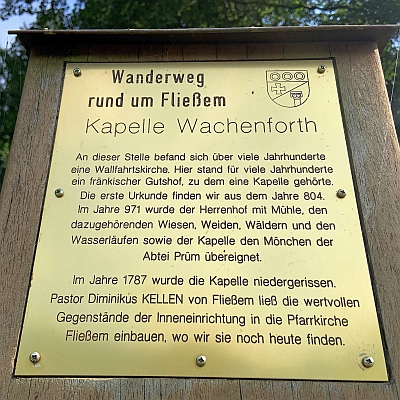 Wanderweg
rund um Fließem
Kapelle Wachenforth
An dieser Stelle befand sich über viele Jahrhunderte
eine Wallfahrtskirche. Hier stand für viele Jahrhunderte
ein fränkischer Gutshof, zu dem eine Kapelle gehörte.
Die erste Urkunde finden wir aus dem Jahre 804.
Im Jahre 971 wurde der Herrenhof mit Mühle, den
dazugehörenden Wiesen, Weiden, Wäldern und den
Wasserläufen sowie der Kapelle den Mönchen der
Abtei Prüm übereignet.
Im Jahre 1787 wurde die Kapelle niedergerissen.
Pastor Diminikus KELLEN von Fließem ließ die wertvollen
Gegenstände der Inneneinrichtung in die Pfarrkirche
Fließem einbauen, wo wir sie noch heute finden.